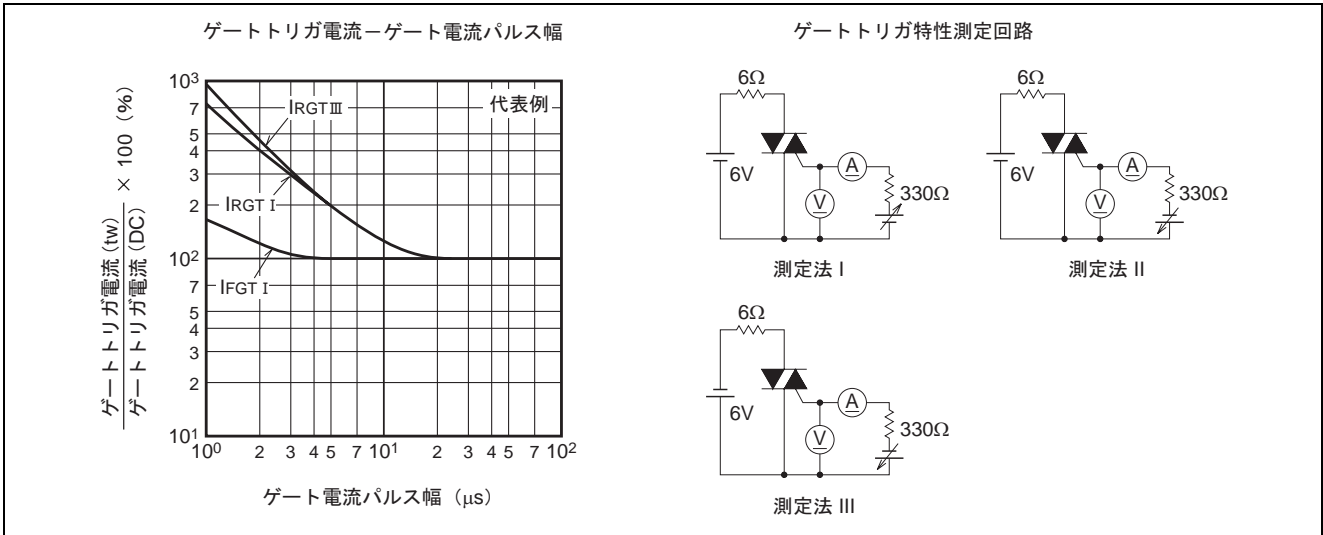 ゲートトリガ電流－ゲート電流パルス幅
ゲートトリガ電流 (tw)
ゲートトリガ電流 (DC)
× 100 (%)
10³
7
5
4
3
2
10²
7
5
4
3
2
10¹
代表例
IRGT III
IRGT I
IFGT I
10⁰ 2 3 4 5 7 10¹ 2 3 4 5 7 10²
ゲート電流パルス幅 (μs)
ゲートトリガ特性測定回路
6Ω
6V
A
V
330Ω
測定法 I
6Ω
6V
A
V
330Ω
測定法 II
6Ω
6V
A
V
330Ω
測定法 III